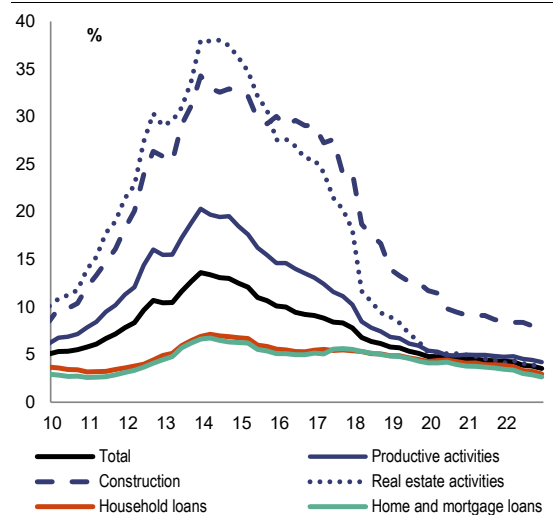 40
%
35
30
25
20
15
10
5
0
10 11 12 13 14 15 16 17 18 19 20 21 22
Total Productive activities
Construction Real estate activities
Household loans Home and mortgage loans